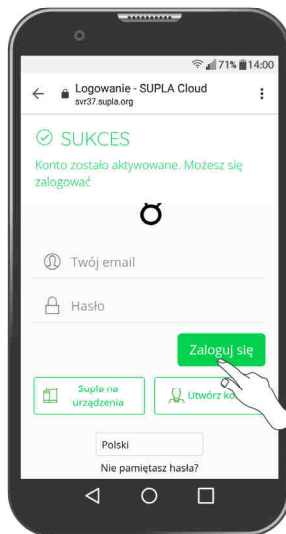 71% 14:00
Logowanie - SUPLA Cloud
svr37.supla.org
SUKCES
Konto zostało aktywowane. Możesz się
zalogować
Twój email
Hasło
Zaloguj się
Supla na
urządzenia
Utwórz
Polski
Nie pamiętasz hasła?